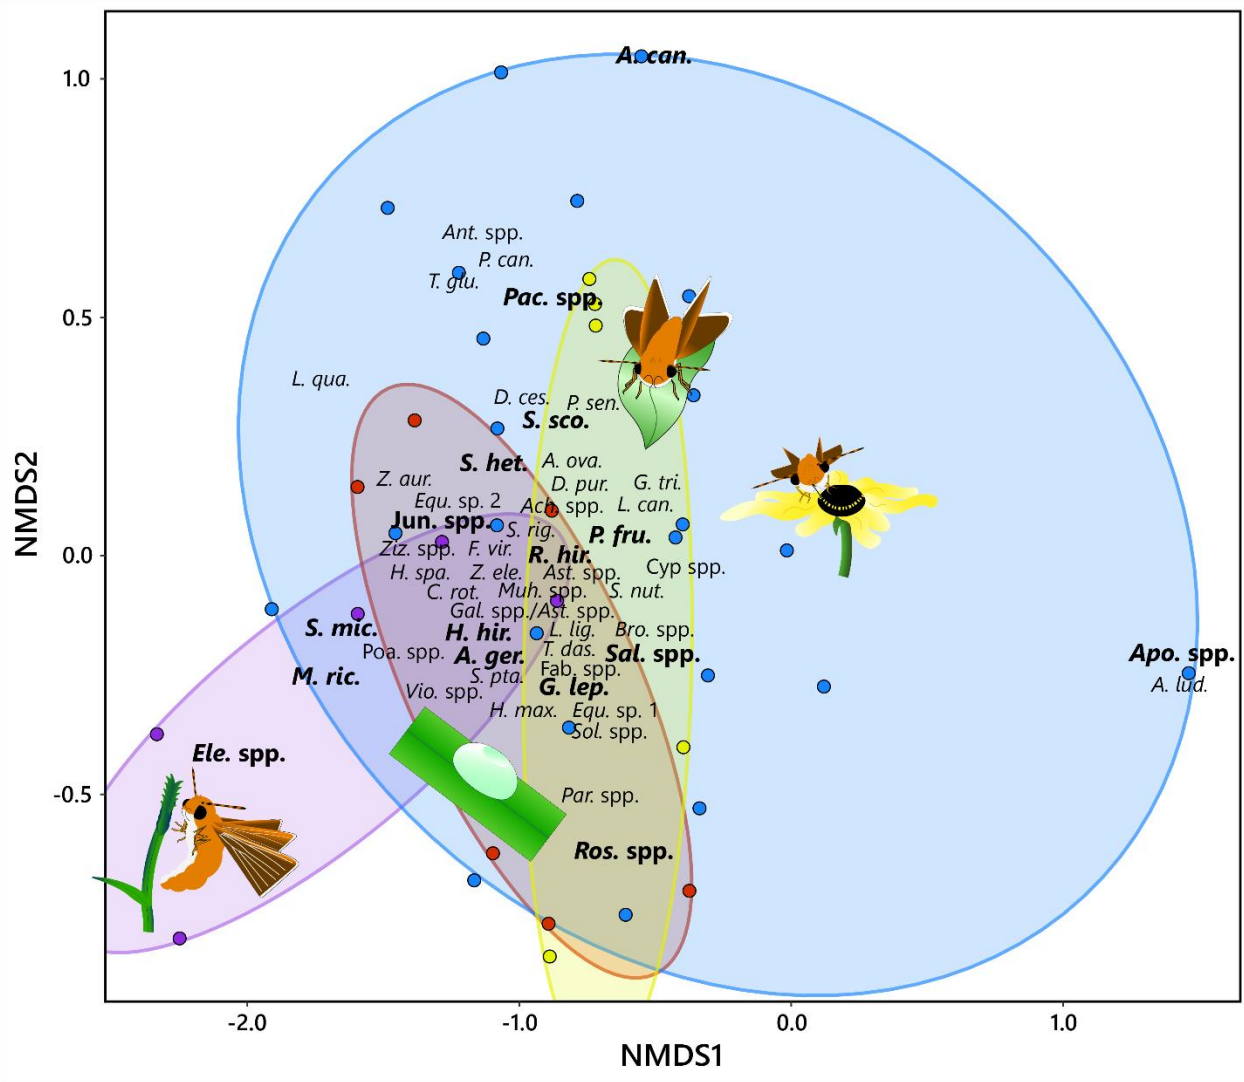 A. can.
1.0
Ant. spp.
P. can.
T. glu.
Pac. spp.
0.5
L. qua.
D. ces.
P. sen.
S. sco.
S. het.
A. ova.
Z. aur.
D. pur.
G. tri.
Equ. sp. 2
Ach. spp.
L. can.
Jun. spp.
S. rig.
P. fru.
NMDS2
0.0
Ziz. spp.
F. vir.
R. hir.
H. spa.
Z. ele.
Ast. spp.
Cyp spp.
C. rot.
Muh. spp.
S. nut.
Gal. spp./Ast. spp.
S. mic.
H. hir.
L. lig.
Bro. spp.
Poa. spp.
A. ger.
T. das.
Sal. spp.
Apo. spp.
M. ric.
S. pta.
Fab. spp.
A. lud.
Vio. spp.
G. lep.
H. max.
Equ. sp. 1
Sol. spp.
Ele. spp.
-0.5
Par. spp.
Ros. spp.
-2.0
-1.0
0.0
1.0
NMDS1